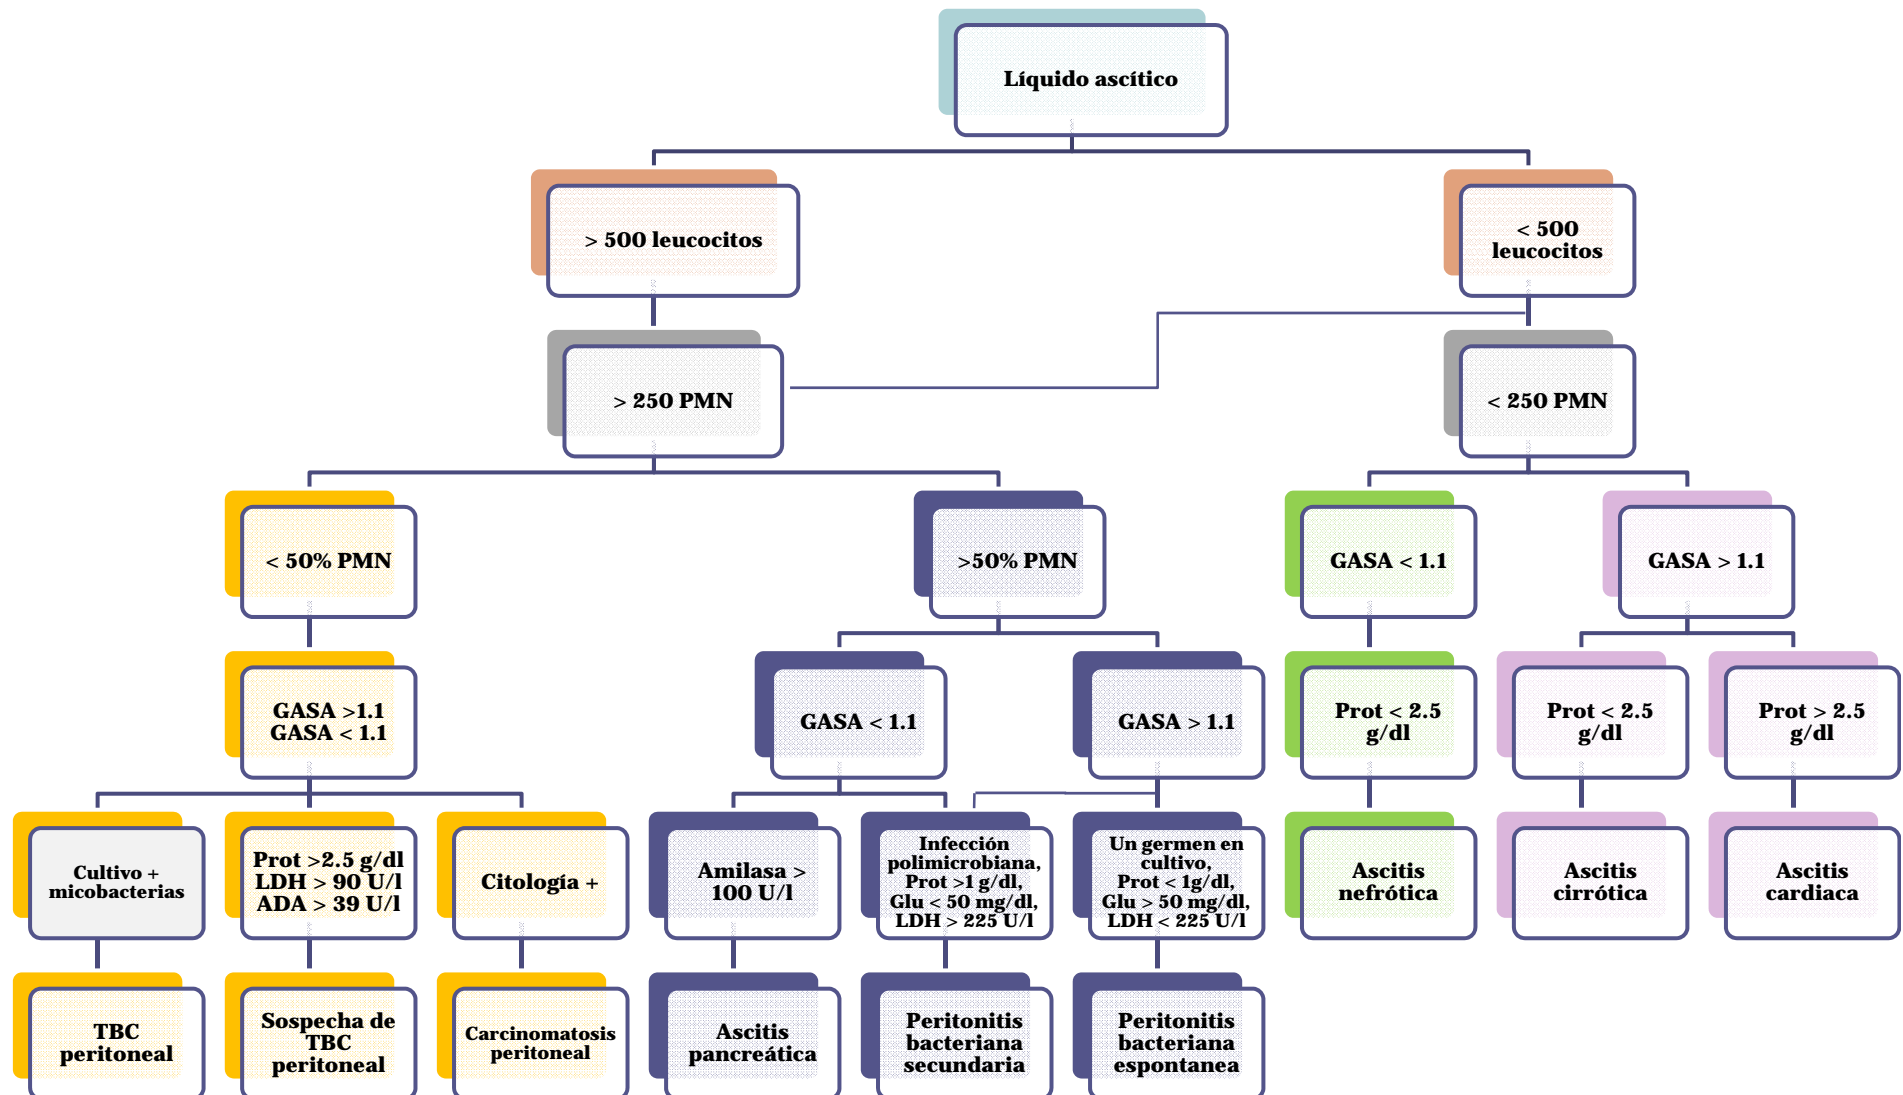 Líquido ascítico
> 500 leucocitos
< 500
leucocitos
> 250 PMN
< 250 PMN
< 50% PMN
>50% PMN
GASA < 1.1
GASA > 1.1
GASA >1.1
GASA < 1.1
GASA < 1.1
GASA > 1.1
Prot < 2.5
g/dl
Prot < 2.5
g/dl
Prot > 2.5
g/dl
Cultivo +
micobacterias
Prot >2.5 g/dl
LDH > 90 U/l
ADA > 39 U/l
Citología +
Amilasa >
100 U/l
Infección
polimicrobiana,
Prot >1 g/dl,
Glu < 50 mg/dl,
LDH > 225 U/l
Un germen en
cultivo,
Prot < 1g/dl,
Glu > 50 mg/dl,
LDH < 225 U/l
Ascitis
nefrótica
Ascitis
cirrótica
Ascitis
cardiaca
TBC
peritoneal
Sospecha de
TBC
peritoneal
Carcinomatosis
peritoneal
Ascitis
pancreática
Peritonitis
bacteriana
secundaria
Peritonitis
bacteriana
espontanea